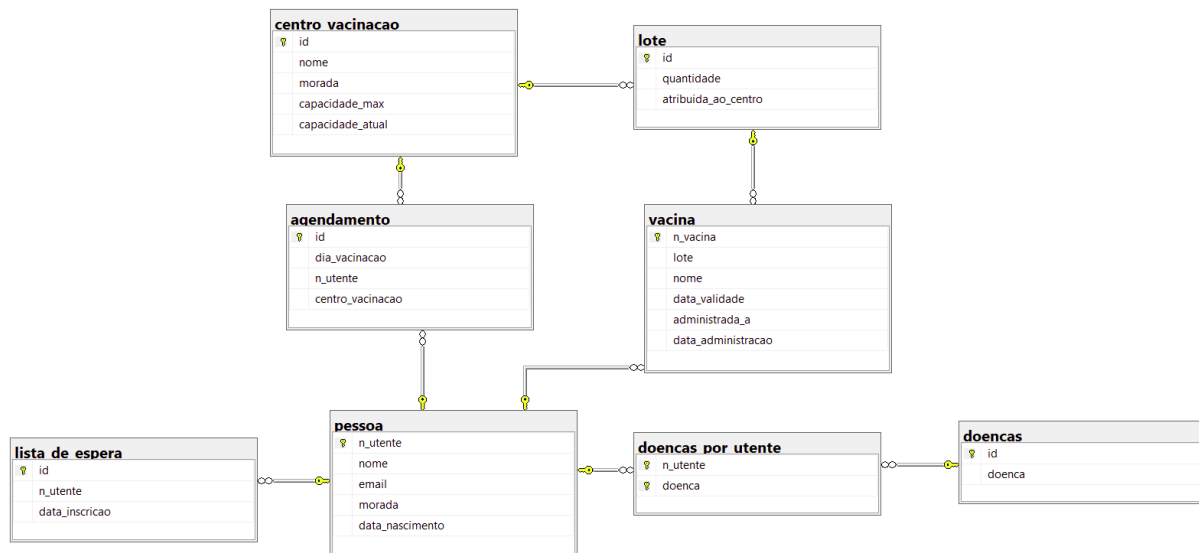 centro_vacinacao
id
nome
morada
capacidade_max
capacidade_atual
lote
id
quantidade
atribuida_ao_centro
agendamento
id
dia_vacinacao
n_utente
centro_vacinacao
vacina
n_vacina
lote
nome
data_validade
administrada_a
data_administracao
lista_de_espera
id
n_utente
data_inscricao
pessoa
n_utente
nome
email
morada
data_nascimento
doencas_por_utente
n_utente
doenca
doencas
id
doenca